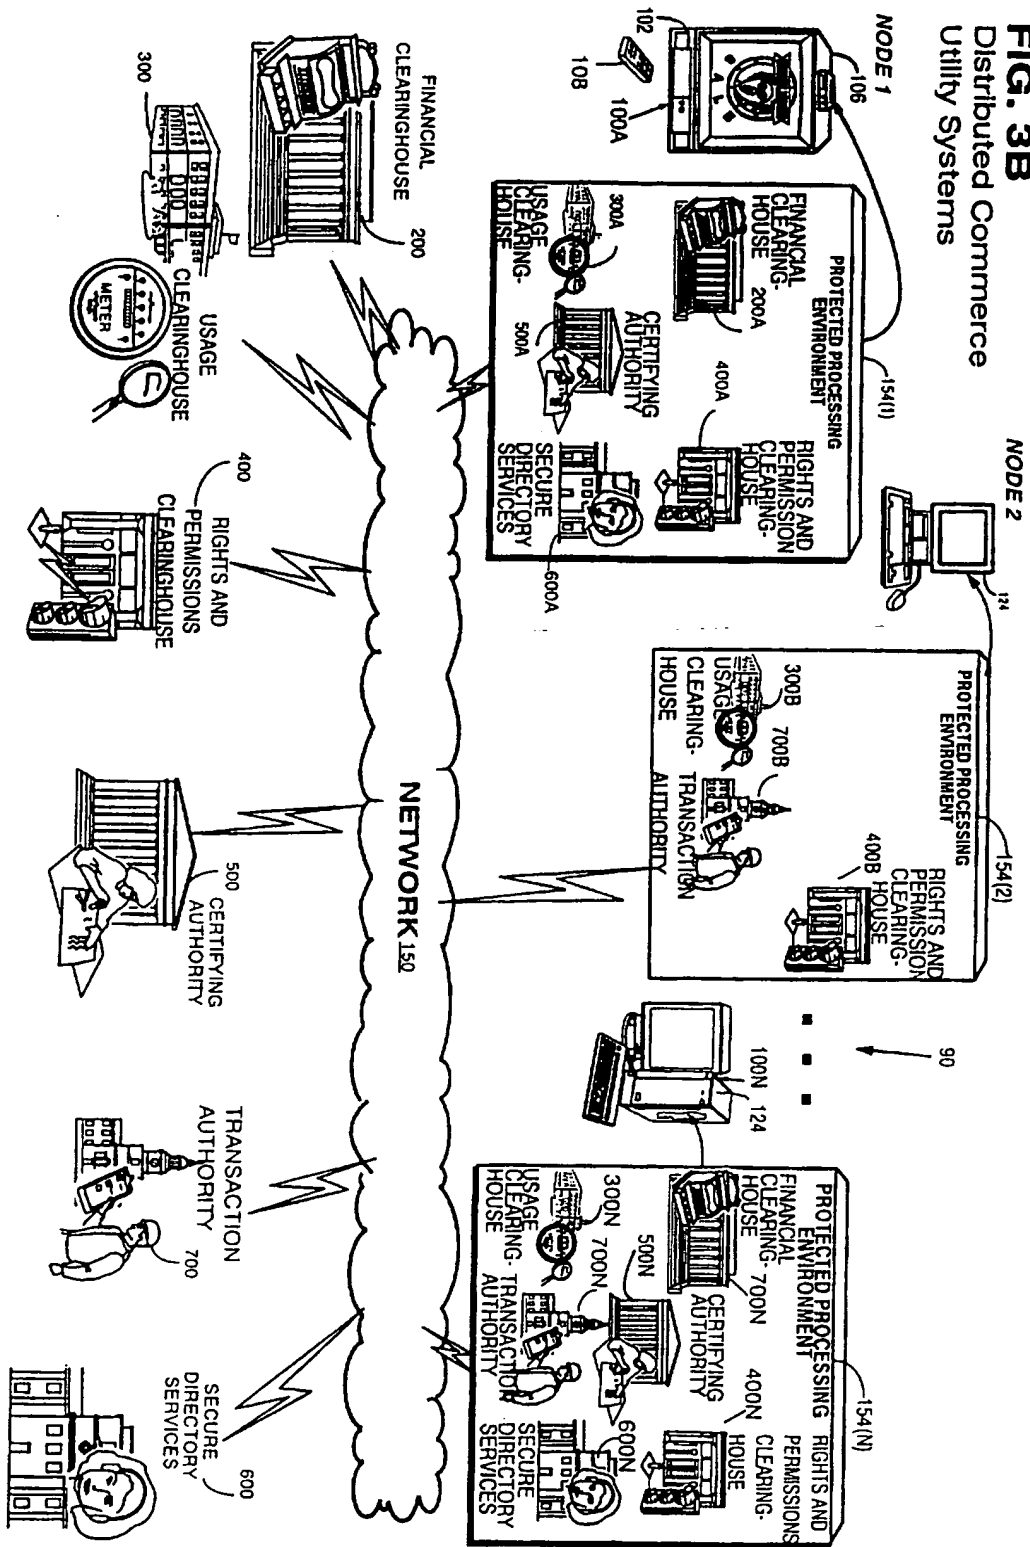 FIG. 3B
Distributed Commerce
Utility Systems
NODE 1
102
106
108
100A
154(1)
PROTECTED PROCESSING
ENVIRONMENT
FINANCIAL
CLEARING-
HOUSE
200A
300A
USAGE
CLEARING-
HOUSE
500A
CERTIFYING
AUTHORITY
400A
RIGHTS AND
PERMISSION
CLEARING-
HOUSE
SECURE
DIRECTORY
SERVICES
600A
NODE 2
124
154(2)
PROTECTED PROCESSING
ENVIRONMENT
300B
USAGE
CLEARING-
HOUSE
700B
TRANSACTION
AUTHORITY
400B
RIGHTS AND
PERMISSION
CLEARING-
HOUSE
90
100N
124
154(N)
PROTECTED PROCESSING
ENVIRONMENT
FINANCIAL
CLEARING-
HOUSE
700N
300N
USAGE
CLEARING-
HOUSE
500N
CERTIFYING
AUTHORITY
700N
TRANSACTION
AUTHORITY
400N
RIGHTS AND
PERMISSIONS
CLEARING-
HOUSE
600N
SECURE
DIRECTORY
SERVICES
NETWORK 150
FINANCIAL
CLEARINGHOUSE
200
300
USAGE
CLEARINGHOUSE
METER
400
RIGHTS AND
PERMISSIONS
CLEARINGHOUSE
500
CERTIFYING
AUTHORITY
TRANSACTION
AUTHORITY
700
SECURE
DIRECTORY
SERVICES
600